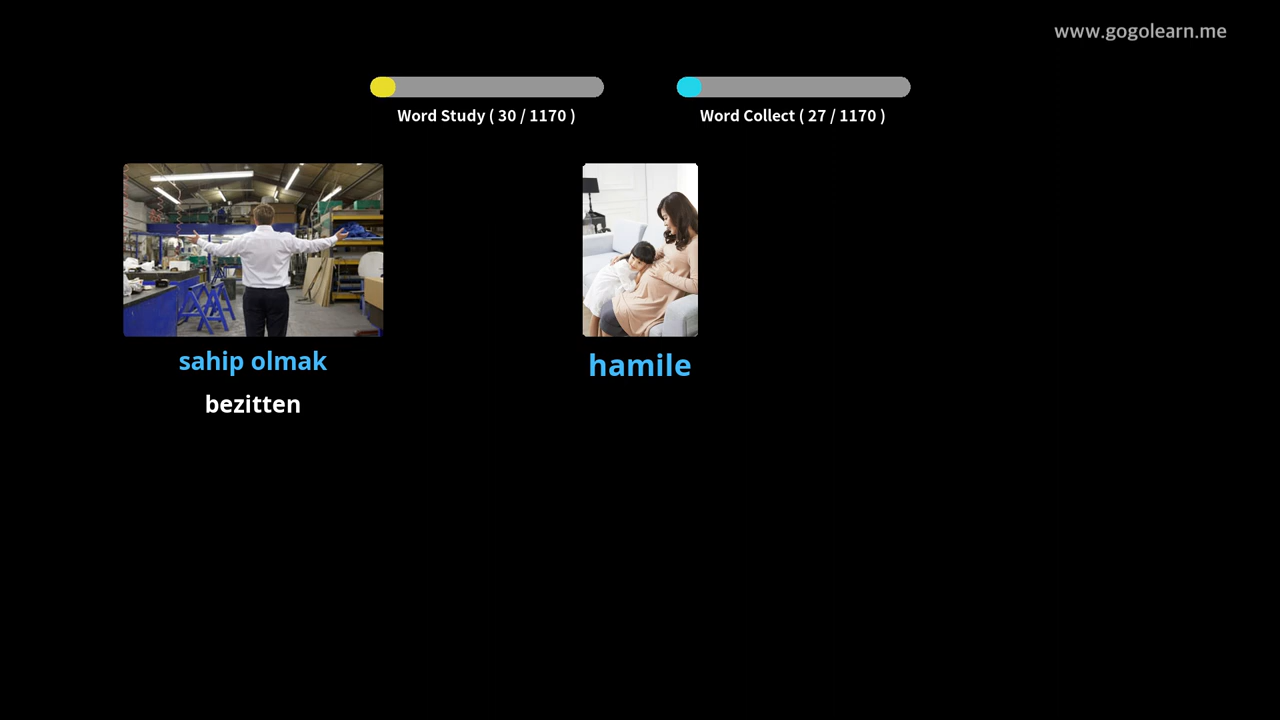 www.gogolearn.me
Word Study ( 30 / 1170 )
Word Collect ( 27 / 1170 )
sahip olmak
bezitten
hamile